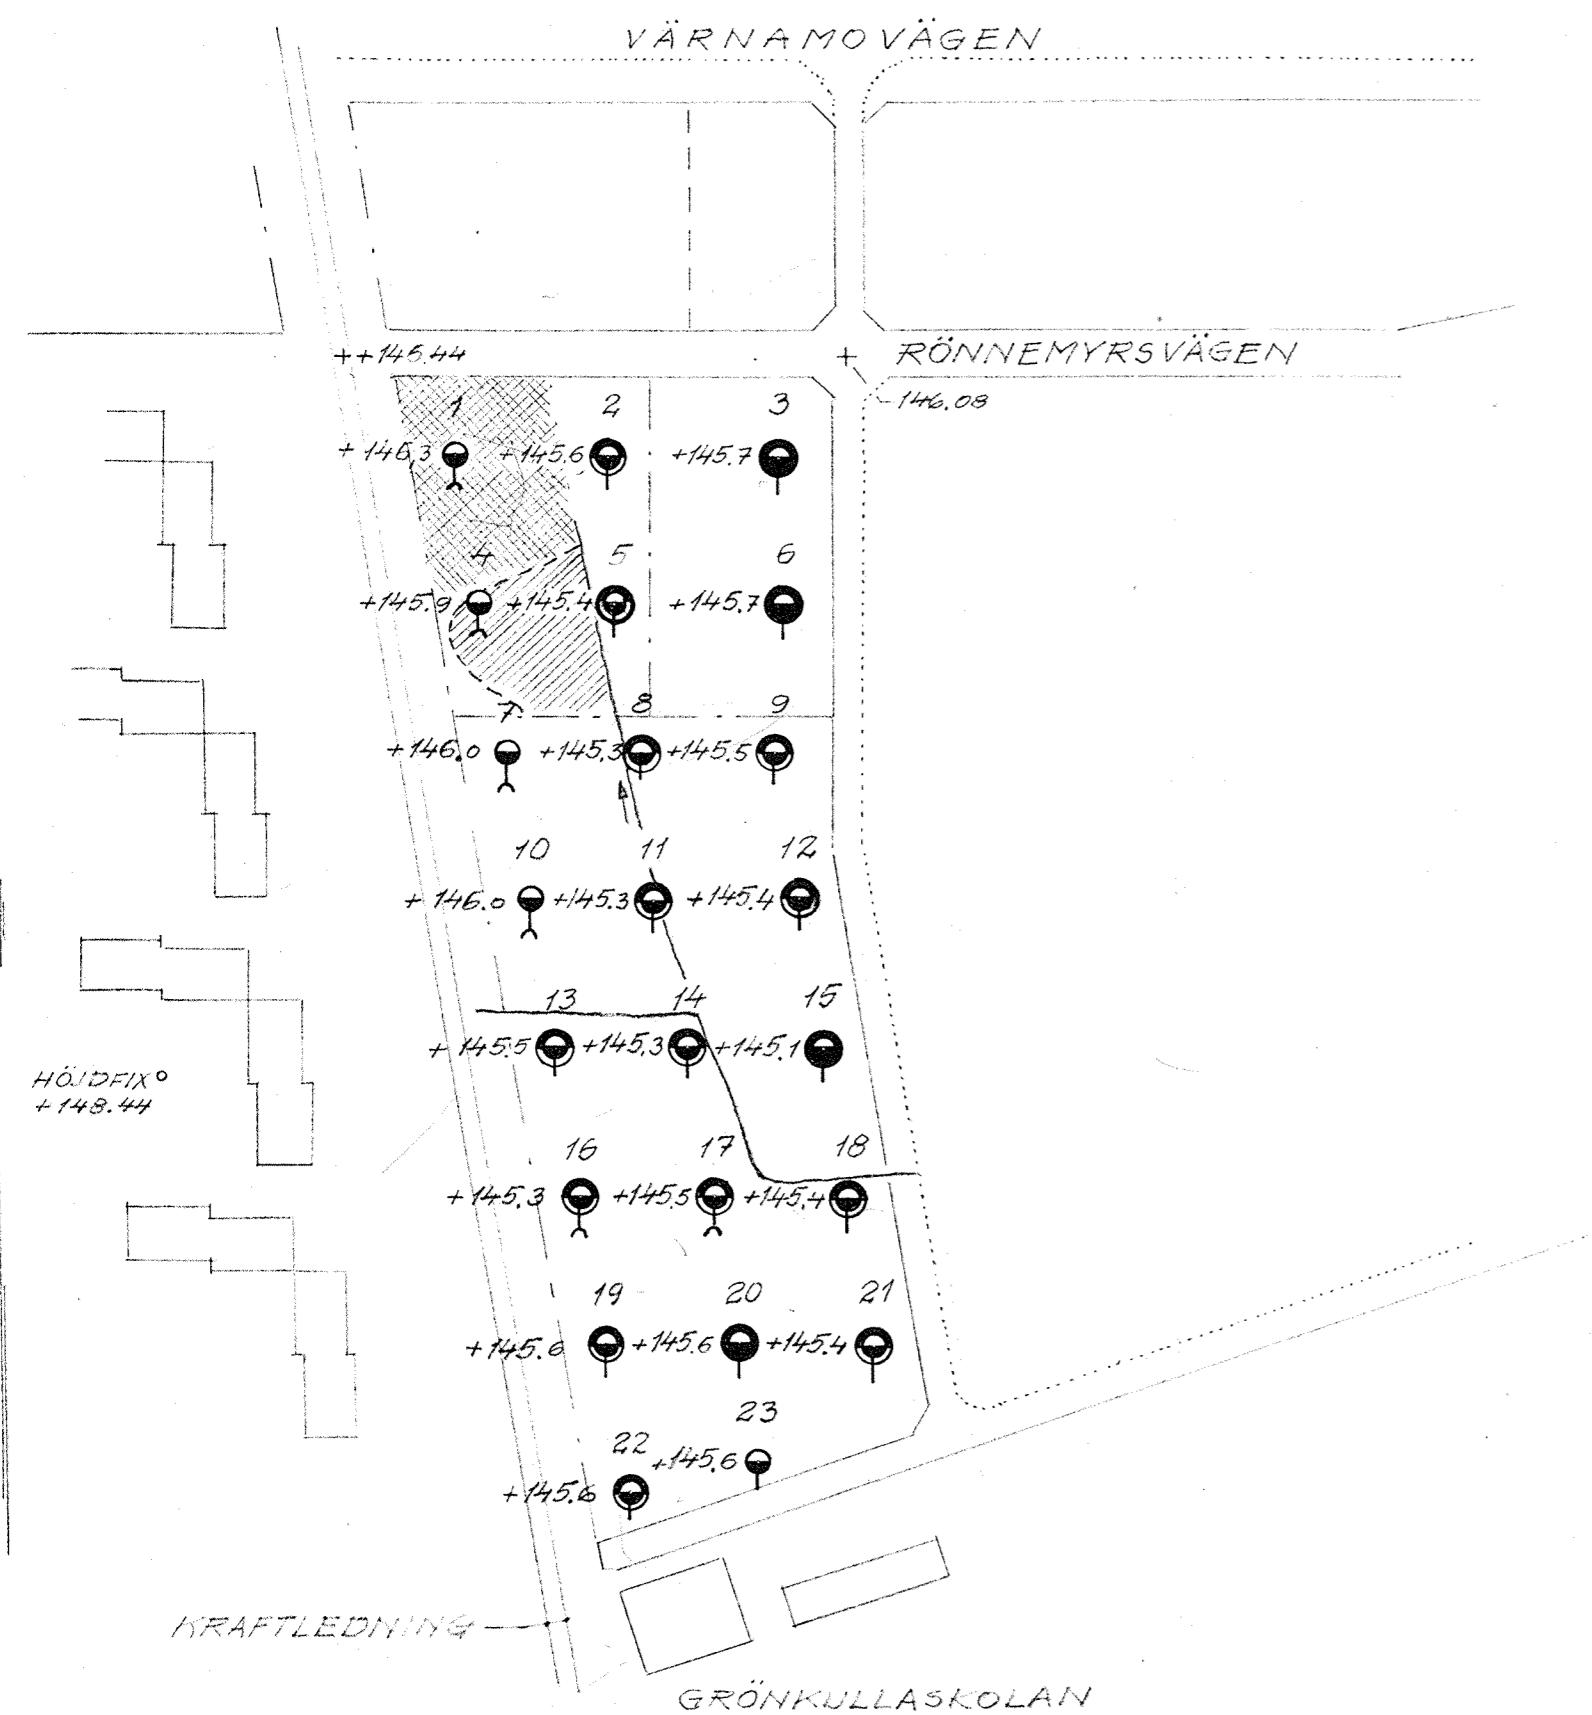 VÄRNAMOVÄGEN
++145.44
+ RÖNNEMYRSVÄGEN
146.08
1 2 3
+146.3 +145.6 +145.7
4 5 6
+145.9 +145.4 +145.7
7 8 9
+146.0 +145.3 +145.5
10 11 12
+146.0 +145.3 +145.4
13 14 15
+145.5 +145.3 +145.1
HÖJDFIX
+148.44
16 17 18
+145.3 +145.5 +145.4
19 20 21
+145.6 +145.6 +145.4
23
22
+145.6
+145.6
KRAFTLEDNING
GRÖNKULLASKOLAN